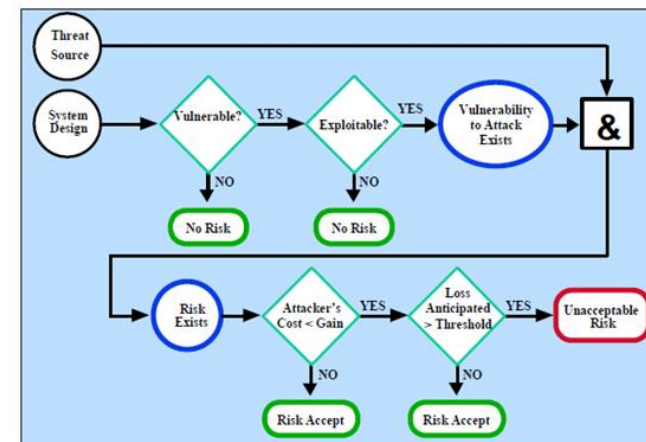 Threat
Source
System
Design
Vulnerable?
YES
Exploitable?
YES
Vulnerability
to Attack
Exists
&
NO
NO
No Risk
No Risk
Risk
Exists
Attacker's
Cost < Gain
YES
Loss
Anticipated
> Threshold
YES
Unacceptable
Risk
NO
NO
Risk Accept
Risk Accept